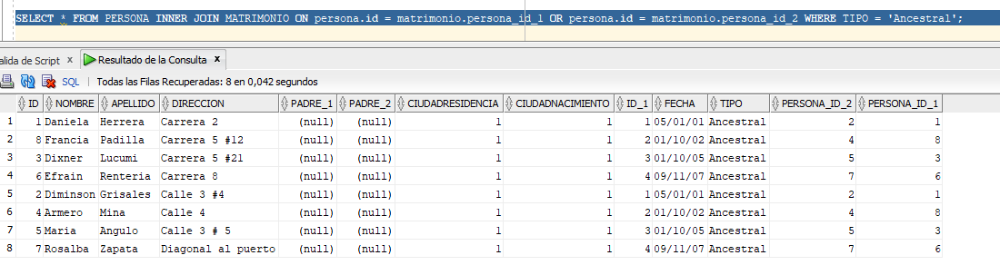 SELECT * FROM PERSONA INNER JOIN MATRIMONIO ON persona.id = matrimonio.persona_id_1 OR persona.id = matrimonio.persona_id_2 WHERE TIPO = 'Ancestral';
alida de Script x Resultado de la Consulta x
SQL | Todas las Filas Recuperadas: 8 en 0,042 segundos
ID NOMBRE APELLIDO DIRECCION PADRE_1 PADRE_2 CIUDADRESIDENCIA CIUDADNACIMIENTO ID_1 FECHA TIPO PERSONA_ID_2 PERSONA_ID_1
1 1 Daniela Herrera Carrera 2 (null) (null) 1 1 1 05/01/01 Ancestral 2 1
2 8 Francia Padilla Carrera 5 #12 (null) (null) 1 1 2 01/10/02 Ancestral 4 8
3 3 Dixner Lucumi Carrera 5 #21 (null) (null) 1 1 3 01/10/05 Ancestral 5 3
4 6 Efrain Renteria Carrera 8 (null) (null) 1 1 4 09/11/07 Ancestral 7 6
5 2 Diminson Grisales Calle 3 #4 (null) (null) 1 1 1 05/01/01 Ancestral 2 1
6 4 Armero Mina Calle 4 (null) (null) 1 1 2 01/10/02 Ancestral 4 8
7 5 Maria Angulo Calle 3 # 5 (null) (null) 1 1 3 01/10/05 Ancestral 5 3
8 7 Rosalba Zapata Diagonal al puerto (null) (null) 1 1 4 09/11/07 Ancestral 7 6